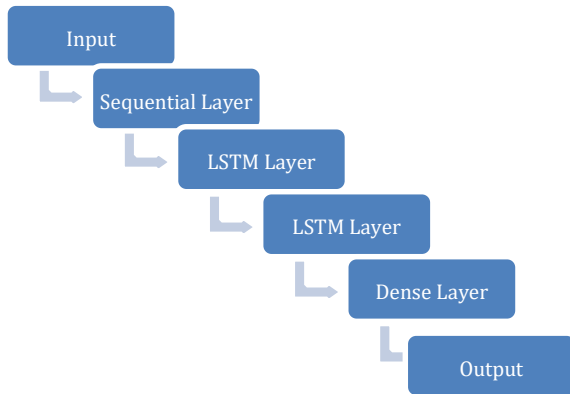 Input
Sequential Layer
LSTM Layer
LSTM Layer
Dense Layer
Output